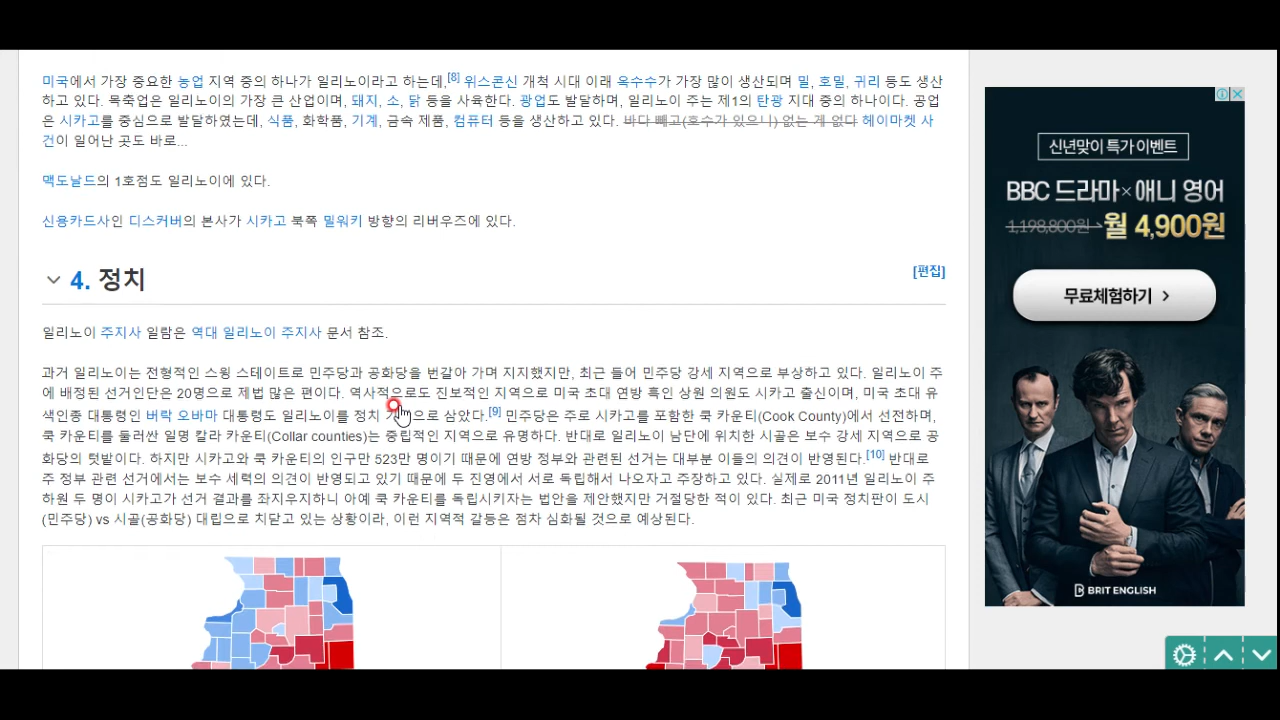 미국에서 가장 중요한 농업 지역 중의 하나가 일리노이라고 하는데,[8] 위스콘신 개척 시대 이래 옥수수가 가장 많이 생산되며 밀, 호밀, 귀리 등도 생산
하고 있다. 목축업은 일리노이의 가장 큰 산업이며, 돼지, 소, 닭 등을 사육한다. 광업도 발달하며, 일리노이 주는 제1의 탄광 지대 중의 하나이다. 공업
은 시카고를 중심으로 발달하였는데, 식품, 화학품, 기계, 금속 제품, 컴퓨터 등을 생산하고 있다. 바다 빼고(호수가 있으니) 없는 게 없다 헤이마켓 사
건이 일어난 곳도 바로...
맥도날드의 1호점도 일리노이에 있다.
신용카드사인 디스커버의 본사가 시카고 북쪽 밀워키 방향의 리버우즈에 있다.
4. 정치
[편집]
일리노이 주지사 일람은 역대 일리노이 주지사 문서 참조.
과거 일리노이는 전형적인 스윙 스테이트로 민주당과 공화당을 번갈아 가며 지지했지만, 최근 들어 민주당 강세 지역으로 부상하고 있다. 일리노이 주
에 배정된 선거인단은 20명으로 제법 많은 편이다. 역사적으로도 진보적인 지역으로 미국 초대 연방 흑인 상원 의원도 시카고 출신이며, 미국 초대 유
색인종 대통령인 버락 오바마 대통령도 일리노이를 정치 으로 삼았다.[9] 민주당은 주로 시카고를 포함한 쿡 카운티(Cook County)에서 선전하며,
쿡 카운티를 둘러싼 일명 칼라 카운티(Collar counties)는 중립적인 지역으로 유명하다. 반대로 일리노이 남단에 위치한 시골은 보수 강세 지역으로 공
화당의 텃밭이다. 하지만 시카고와 쿡 카운티의 인구만 523만 명이기 때문에 연방 정부와 관련된 선거는 대부분 이들의 의견이 반영된다.[10] 반대로
주 정부 관련 선거에서는 보수 세력의 의견이 반영되고 있기 때문에 두 진영에서 서로 독립해서 나오자고 주장하고 있다. 실제로 2011년 일리노이 주
하원 두 명이 시카고가 선거 결과를 좌지우지하니 아예 쿡 카운티를 독립시키자는 법안을 제안했지만 거절당한 적이 있다. 최근 미국 정치판이 도시
(민주당) vs 시골(공화당) 대립으로 치닫고 있는 상황이라, 이런 지역적 갈등은 점차 심화될 것으로 예상된다.
신년맞이 특가 이벤트
BBC 드라마×애니 영어
1,198,800원→월 4,900원
무료체험하기 >
BRIT ENGLISH